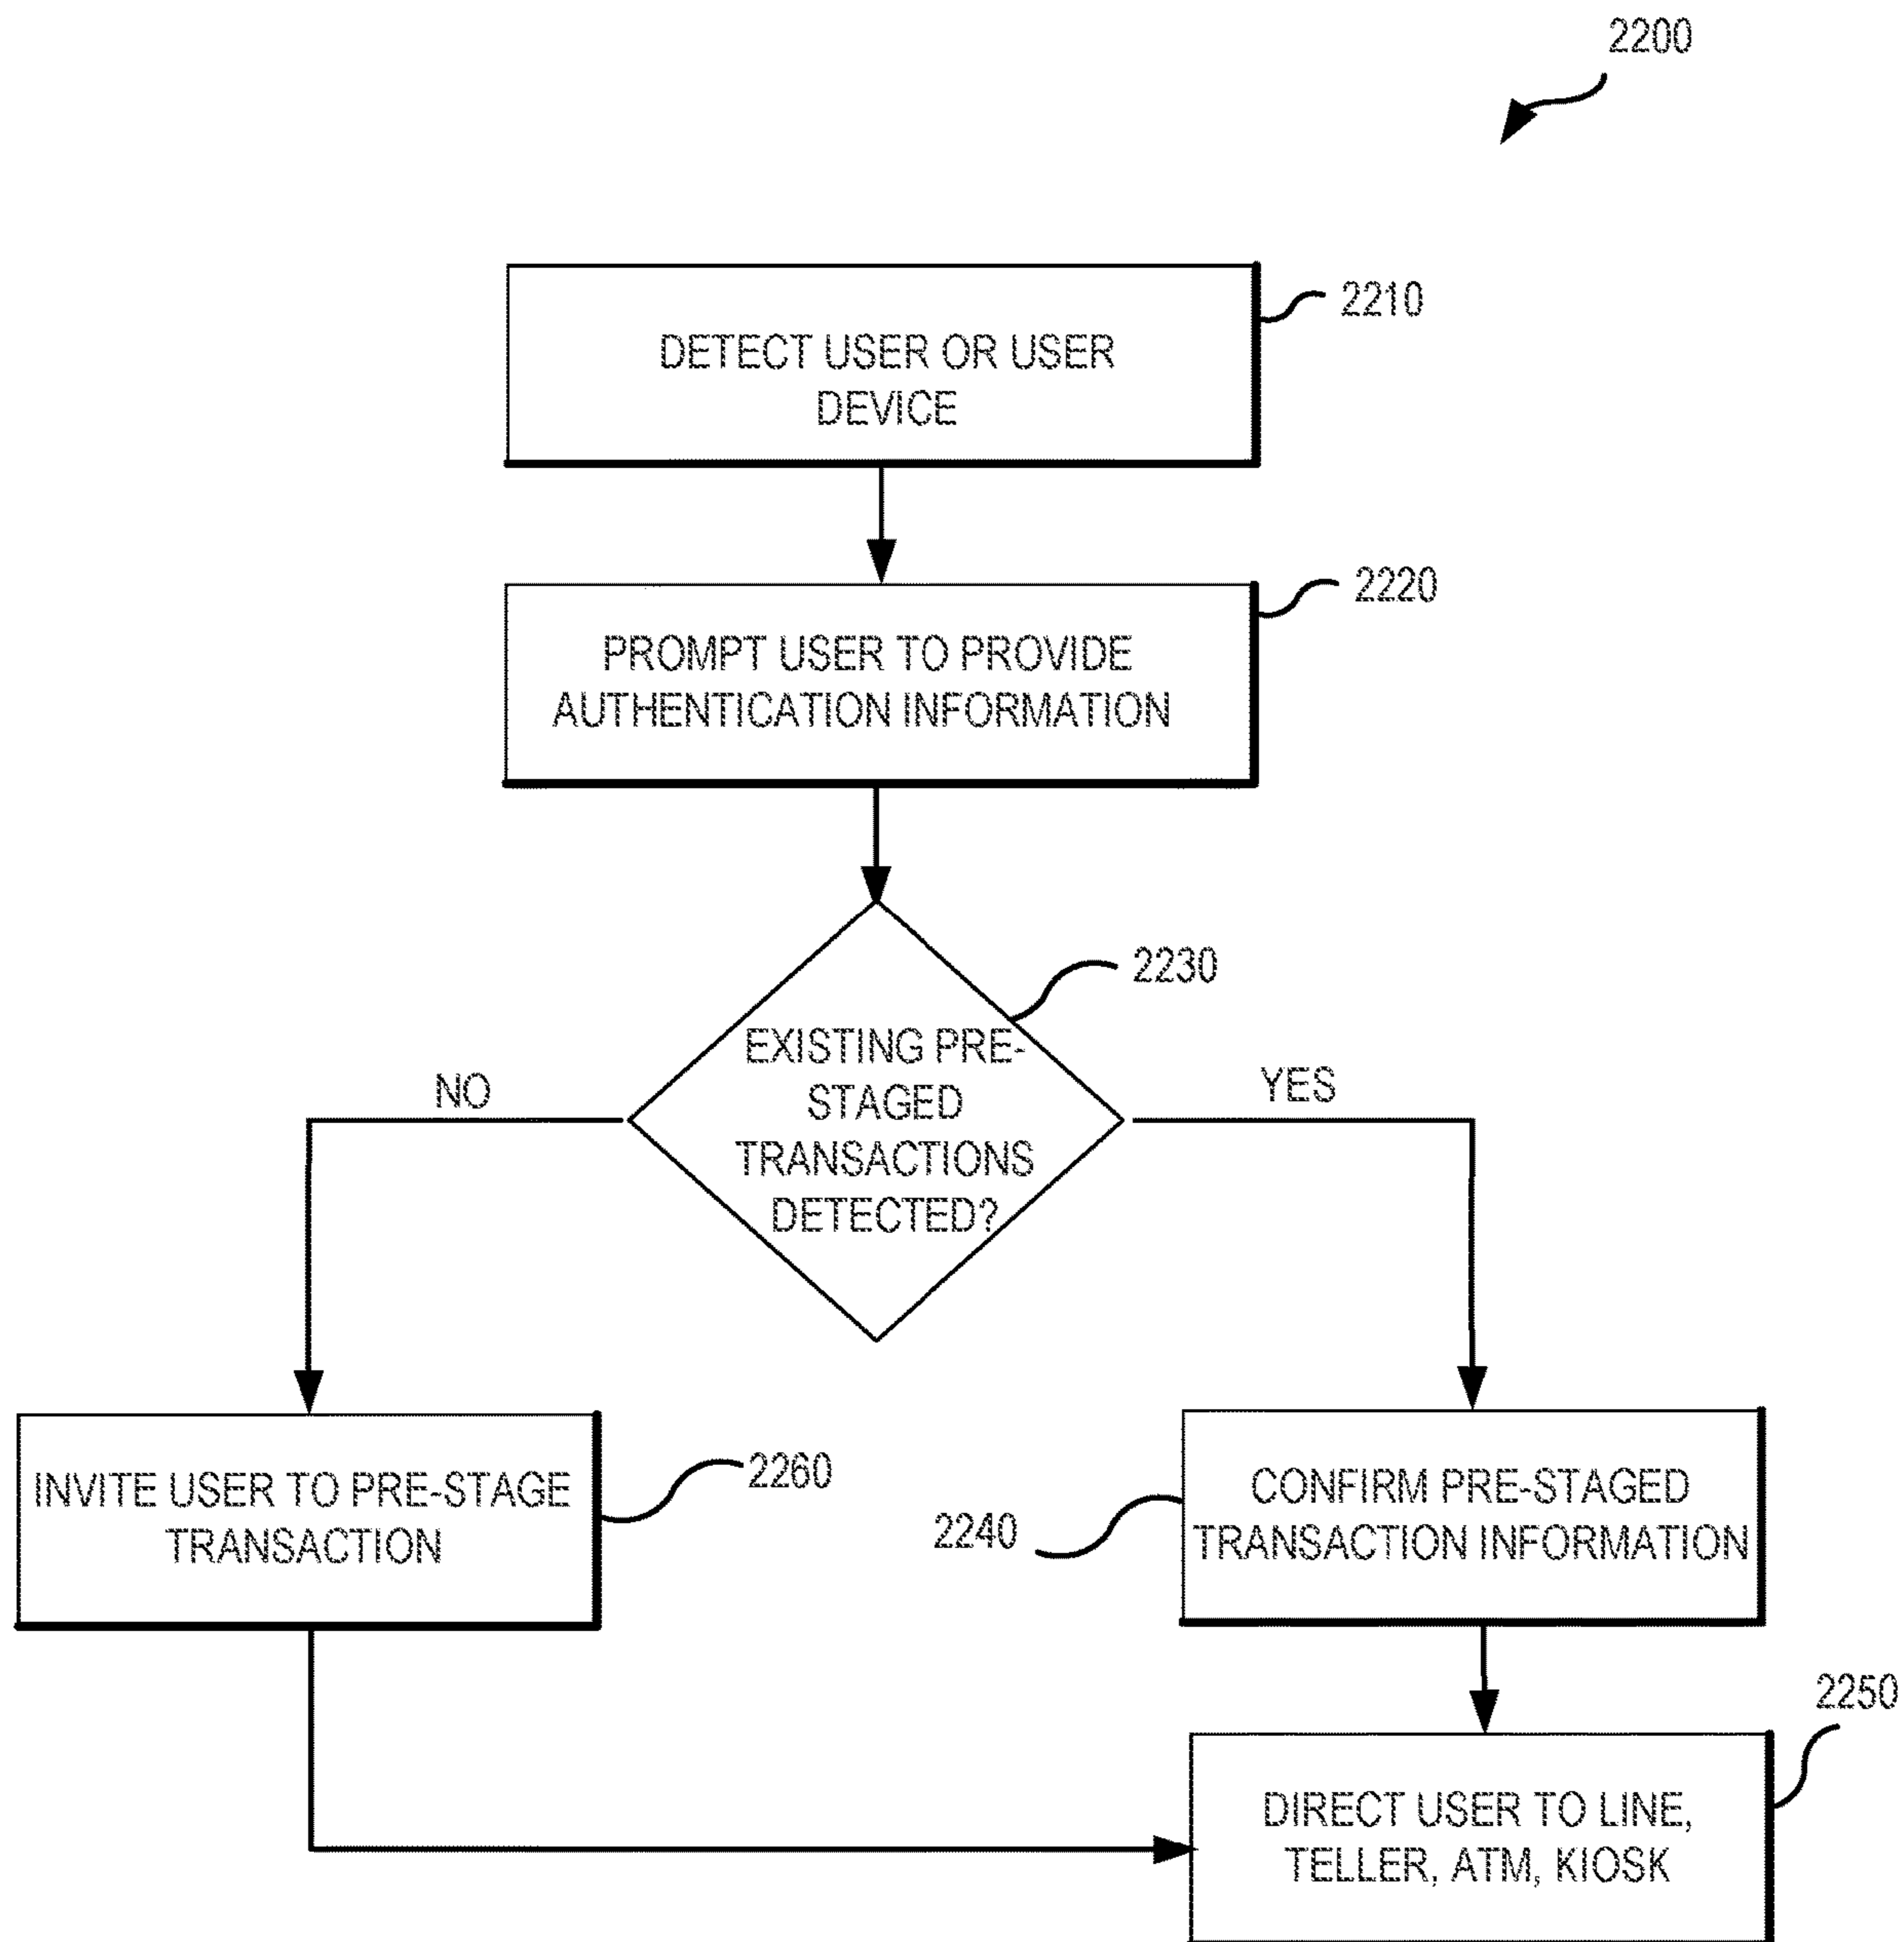 2200
2210
DETECT USER OR USER
DEVICE
2220
PROMPT USER TO PROVIDE
AUTHENTICATION INFORMATION
2230
EXISTING PRE-
STAGED
TRANSACTIONS
DETECTED?
NO
YES
INVITE USER TO PRE-STAGE
TRANSACTION
2260
2240
CONFIRM PRE-STAGED
TRANSACTION INFORMATION
2250
DIRECT USER TO LINE,
TELLER, ATM, KIOSK